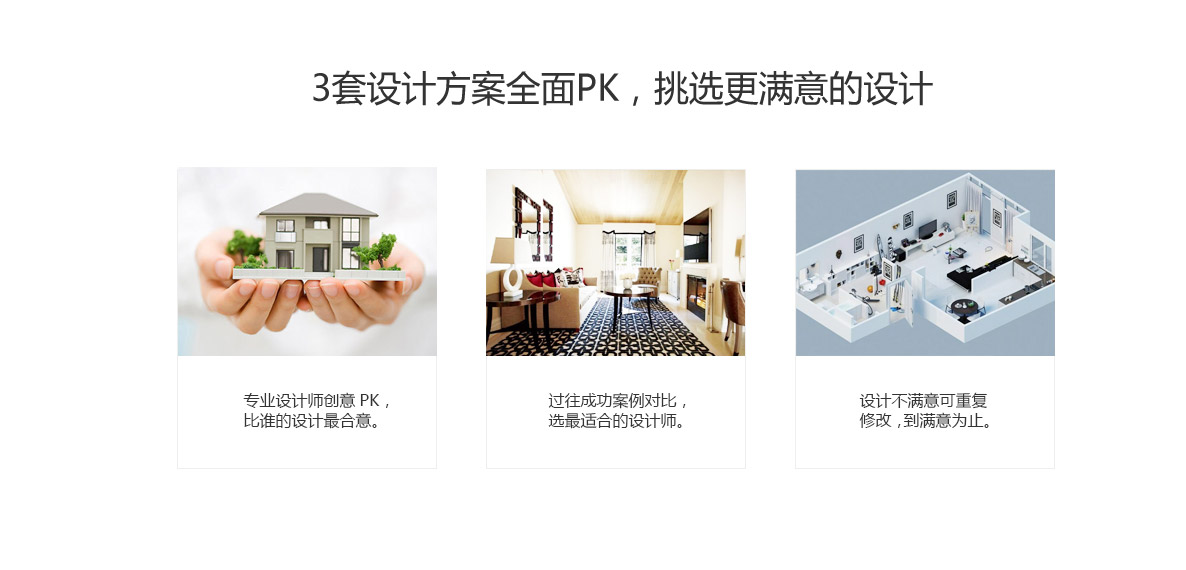 3套设计方案全面PK，挑选更满意的设计
专业设计师创意 PK，
比谁的设计最合意。
过往成功案例对比，
选最适合的设计师。
设计不满意可重复
修改，到满意为止。